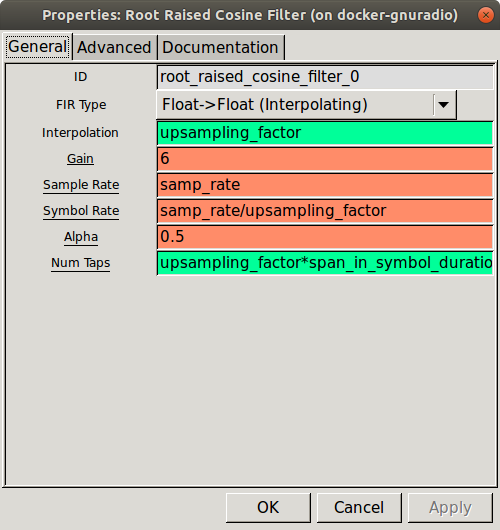 Properties: Root Raised Cosine Filter (on docker-gnuradio)
General Advanced Documentation
ID root_raised_cosine_filter_0
FIR Type Float->Float (Interpolating)
Interpolation upsampling_factor
Gain 6
Sample Rate samp_rate
Symbol Rate samp_rate/upsampling_factor
Alpha 0.5
Num Taps upsampling_factor*span_in_symbol_duratio
OK Cancel Apply